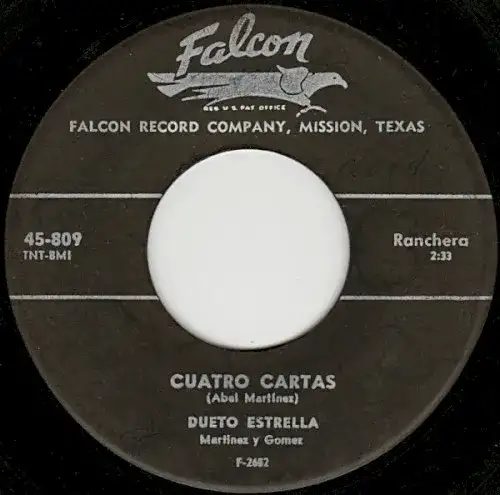 Falcon
REG U S PAT OFFICE
FALCON RECORD COMPANY, MISSION, TEXAS
45-809
TNT-BMI
Ranchera
2:33
CUATRO CARTAS
(Abel Martinez)
DUETO ESTRELLA
Martinez y Gomez
F-2682